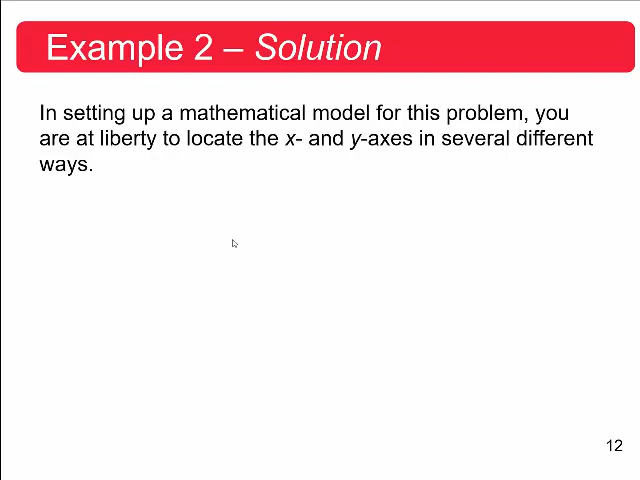 Example 2 – Solution
In setting up a mathematical model for this problem, you
are at liberty to locate the x- and y-axes in several different
ways.
12